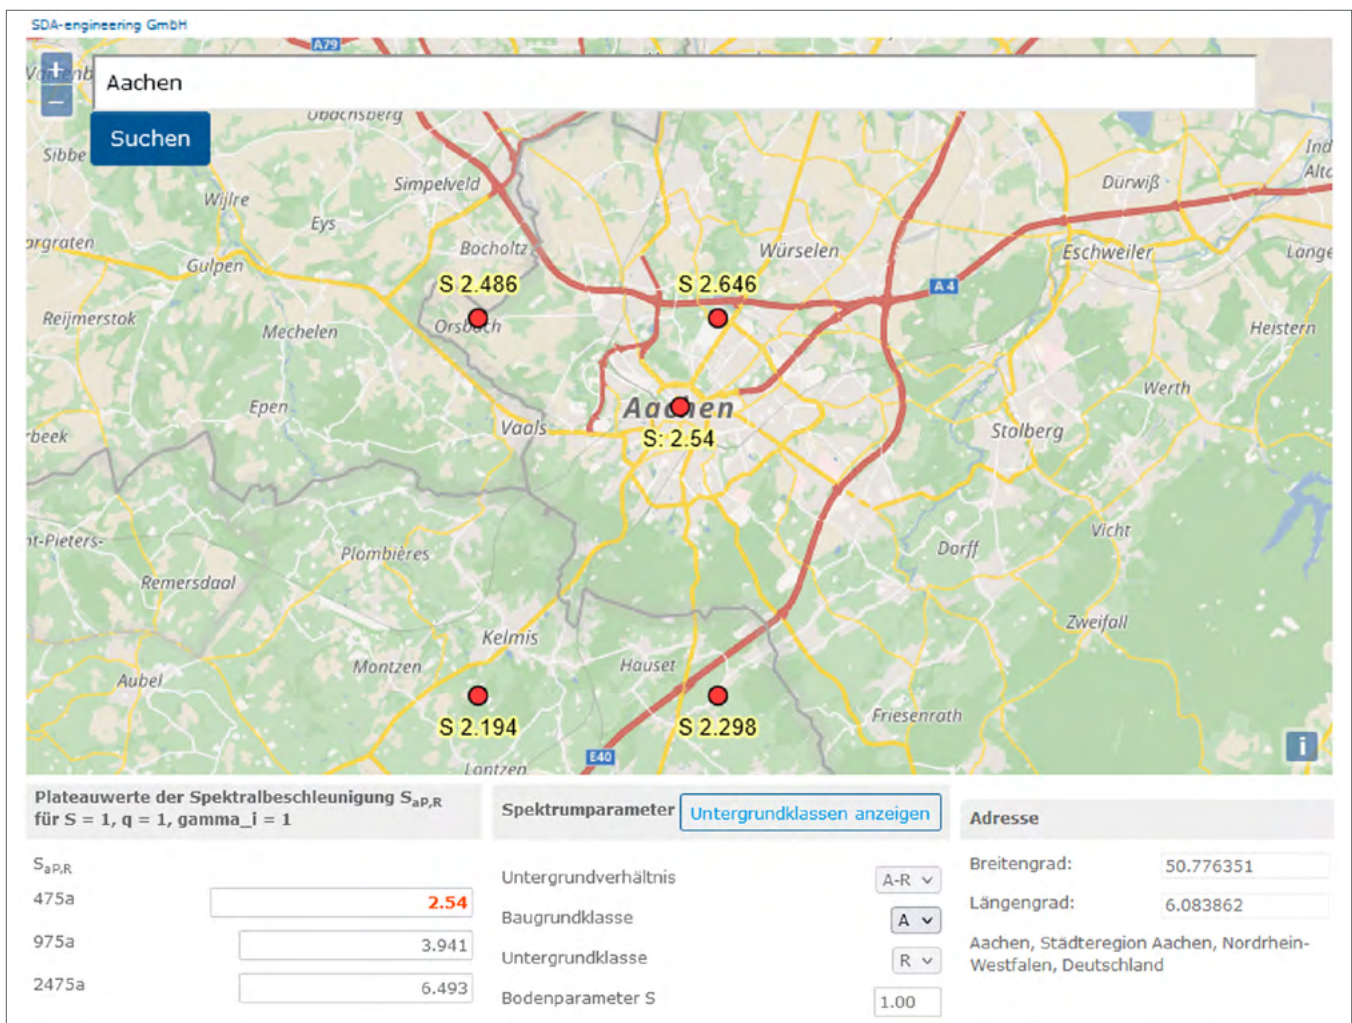 SDA-engineering GmbH
A79
Aachen
Suchen
Ubachsberg
Sibbe
Simpelveld
Wijlre
Eys
Dürwiß
Bocholtz
Würselen
Eschweiler
Gulpen
S 2.486
S 2.646
A 4
Reijmerstok
Mechelen
Orsbach
Heistern
Epen
Aachen
Werth
Vaals
S: 2.54
Stolberg
Vicht
Plombières
Dorff
Remersdaal
Zweifall
Kelmis
Montzen
Hauset
Aubel
S 2.194
S 2.298
Friesenrath
E40
Lontzen
i
Plateauwerte der Spektralbeschleunigung SaP,R
für S = 1, q = 1, gamma_i = 1
SaP,R
475a 2.54
975a 3.941
2475a 6.493
Spektrumparameter Untergrundklassen anzeigen
Untergrundverhältnis A-R
Baugrundklasse A
Untergrundklasse R
Bodenparameter S 1.00
Adresse
Breitengrad: 50.776351
Längengrad: 6.083862
Aachen, Städteregion Aachen, Nordrhein-
Westfalen, Deutschland